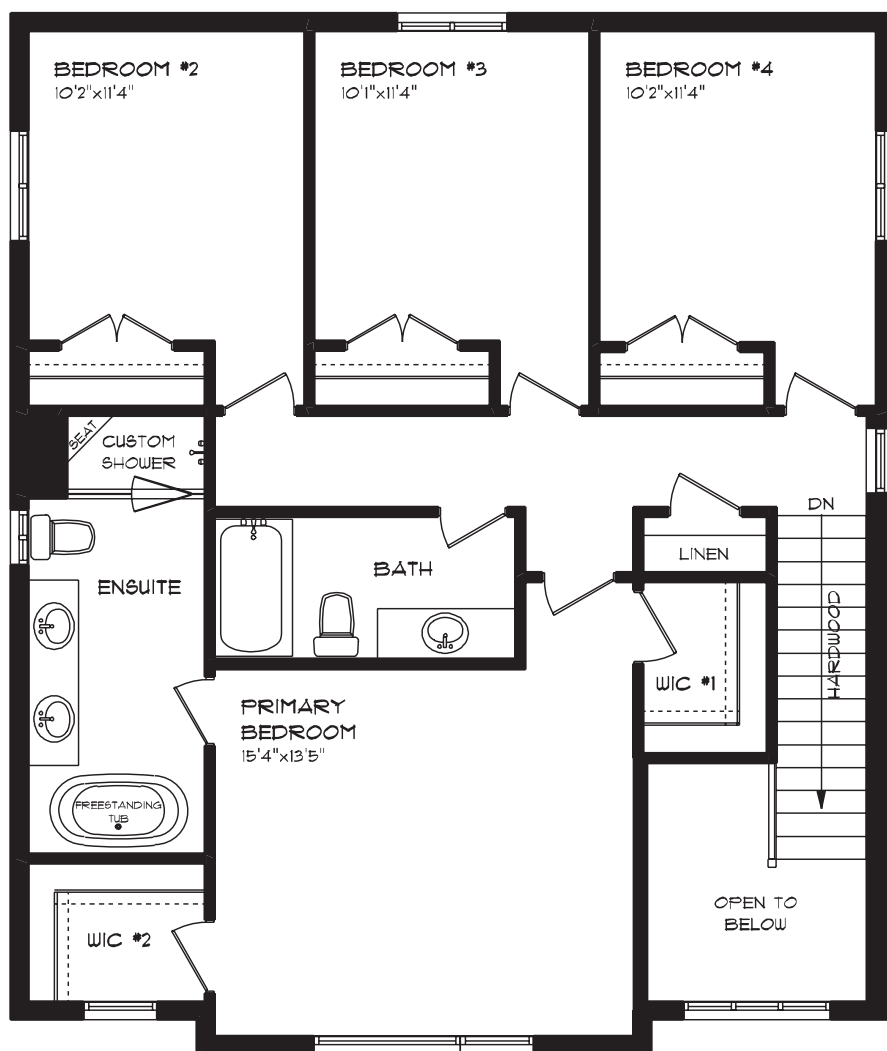 BEDROOM #2
10'2"x11'4"
BEDROOM #3
10'1"x11'4"
BEDROOM #4
10'2"x11'4"
SEAT
CUSTOM
SHOWER
DN
LINEN
BATH
ENSUITE
HARDWOOD
WIC #1
PRIMARY
BEDROOM
15'4"x13'5"
FREESTANDING
TUB
OPEN TO
BELOW
WIC #2